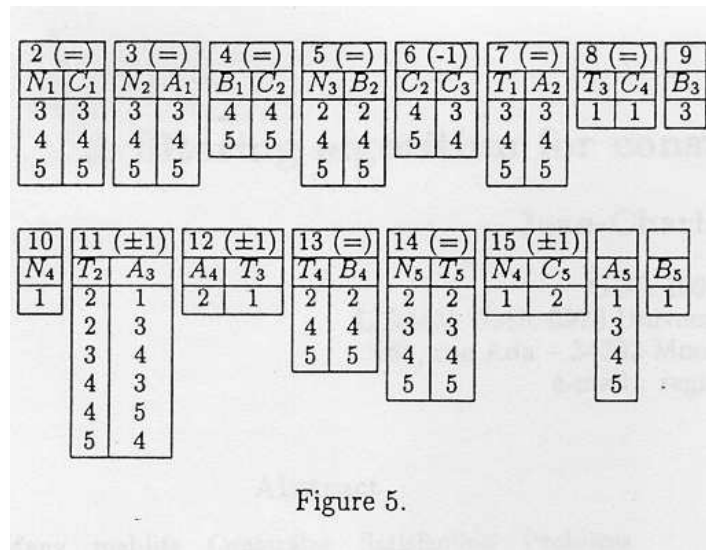 2 (=) 3 (=) 4 (=) 5 (=) 6 (-1) 7 (=) 8 (=) 9
N1 C1 N2 A1 B1 C2 N3 B2 C2 C3 T1 A2 T3 C4 B3
3 3 3 3 4 4 2 2 4 3 3 3 1 1 3
4 4 4 4 5 5 4 4 5 4 4 4
5 5 5 5 5 5 5 5
10 11 (±1) 12 (±1) 13 (=) 14 (=) 15 (±1)
N4 T2 A3 A4 T3 T4 B4 N5 T5 N4 C5 A5 B5
1 2 1 2 1 2 2 2 2 1 2 1 1
2 3 4 4 3 3 3
3 4 5 5 4 4 4
4 3 5 5 5
4 5
5 4
Figure 5.